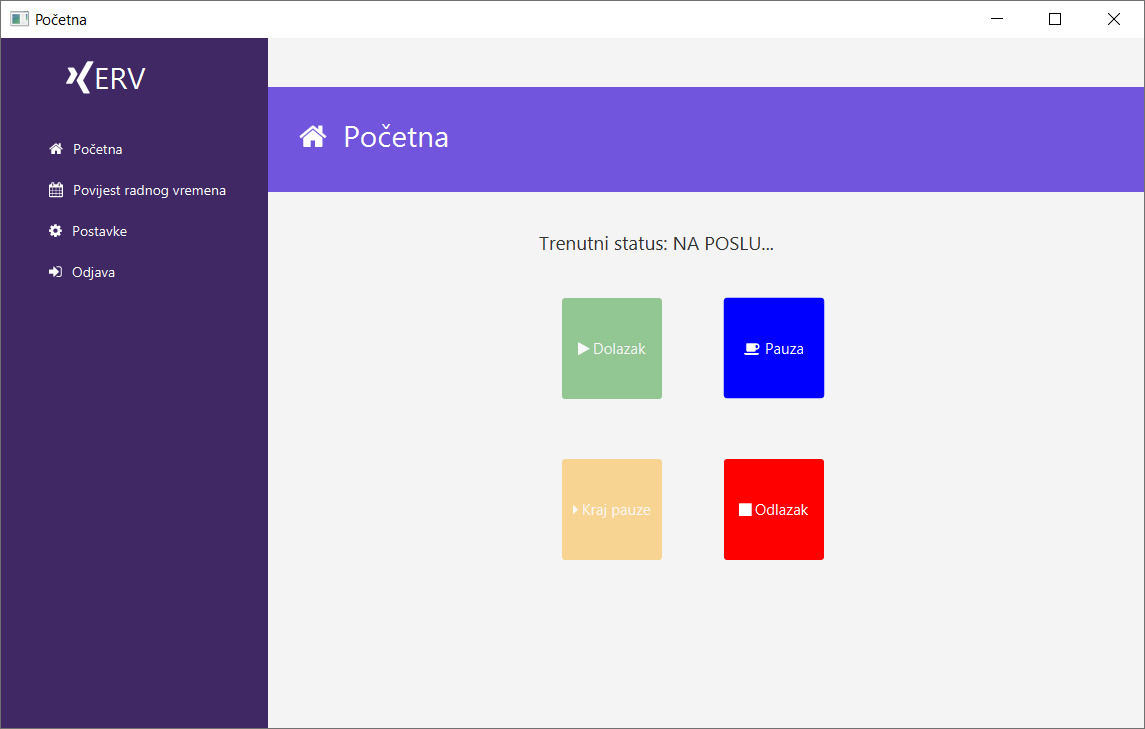 Početna
ERV
Početna
Povijest radnog vremena
Postavke
Odjava
Početna
Trenutni status: NA POSLU...
Dolazak
Pauza
Kraj pauze
Odlazak